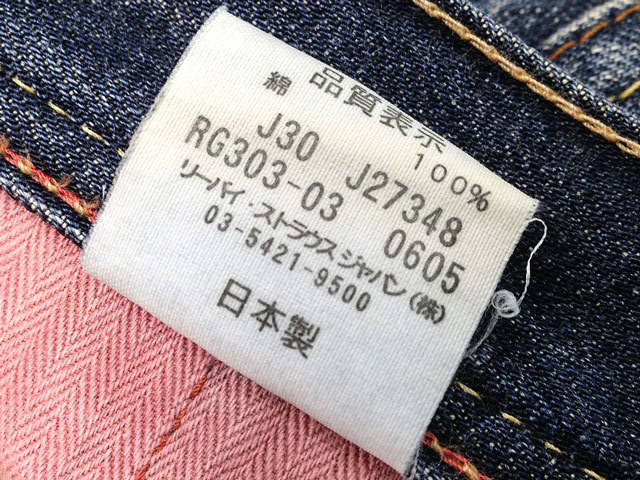 品質表示
綿 100%
J30 J27348
RG303-03 0605
リーバイ・ストラウス ジャパン(株)
03-5421-9500
日本製